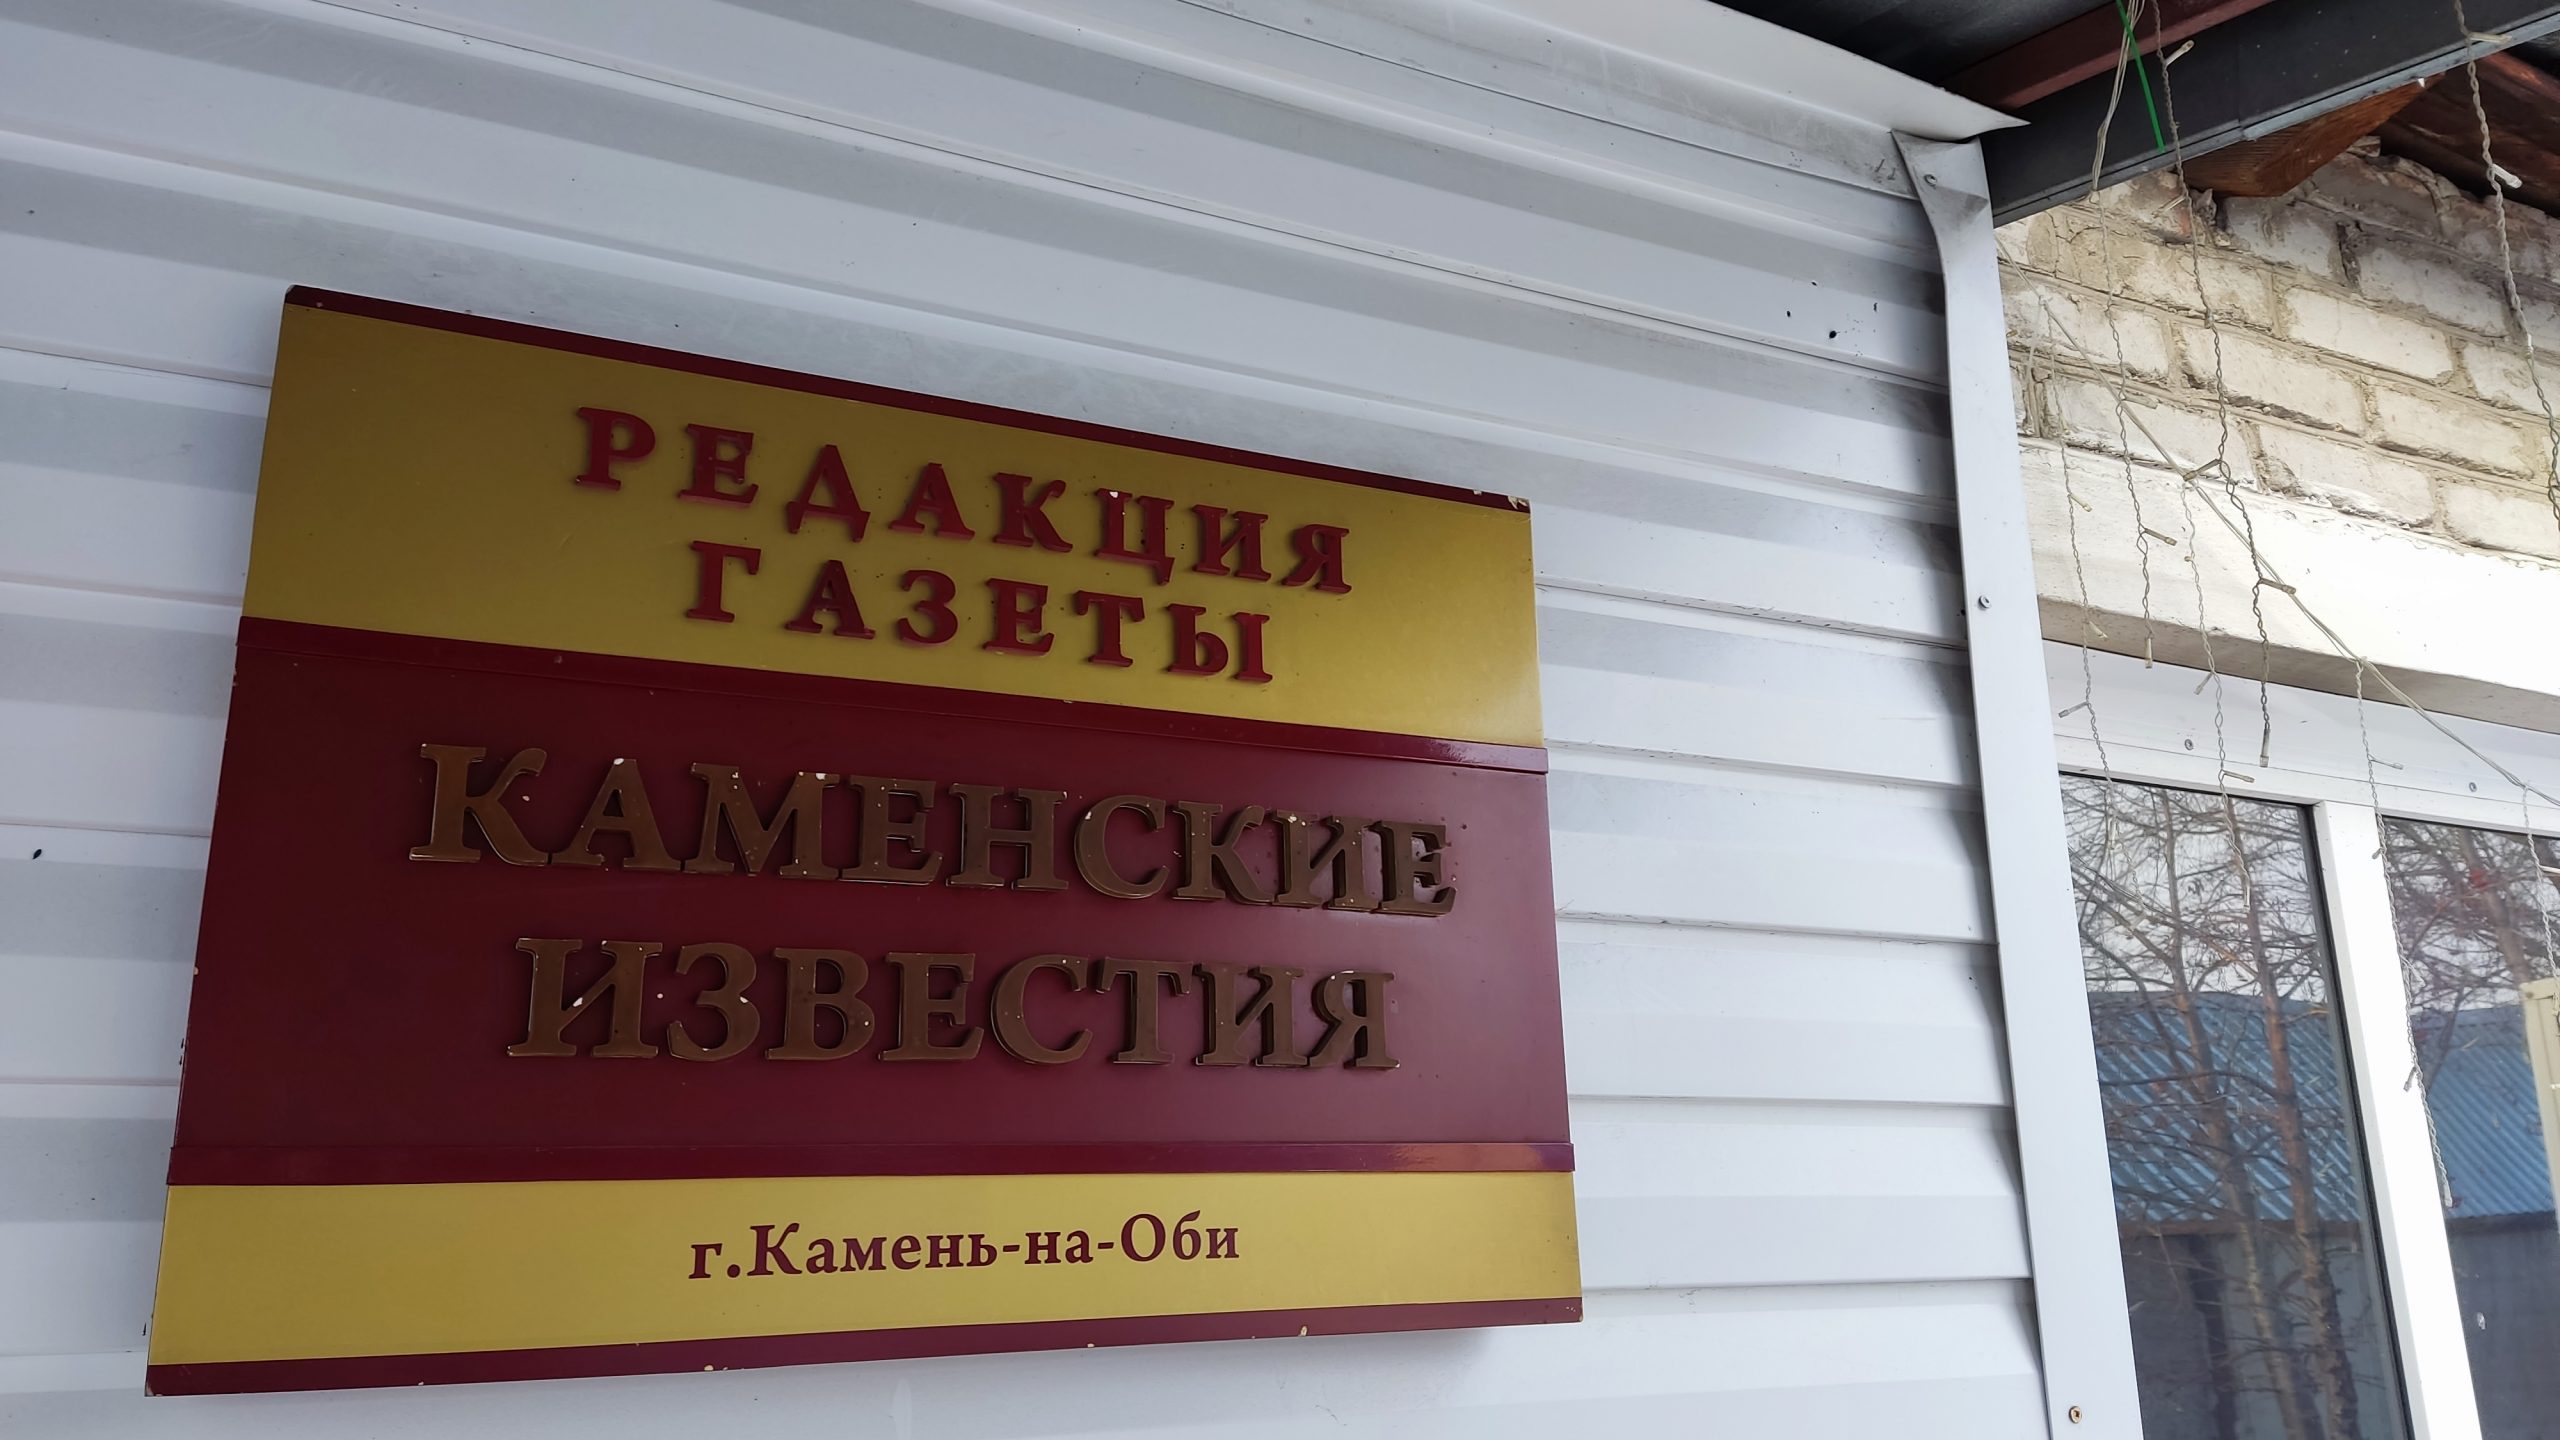 РЕДАКЦИЯ
ГАЗЕТЫ
КАМЕНСКИЕ
ИЗВЕСТИЯ
г.Камень-на-Оби